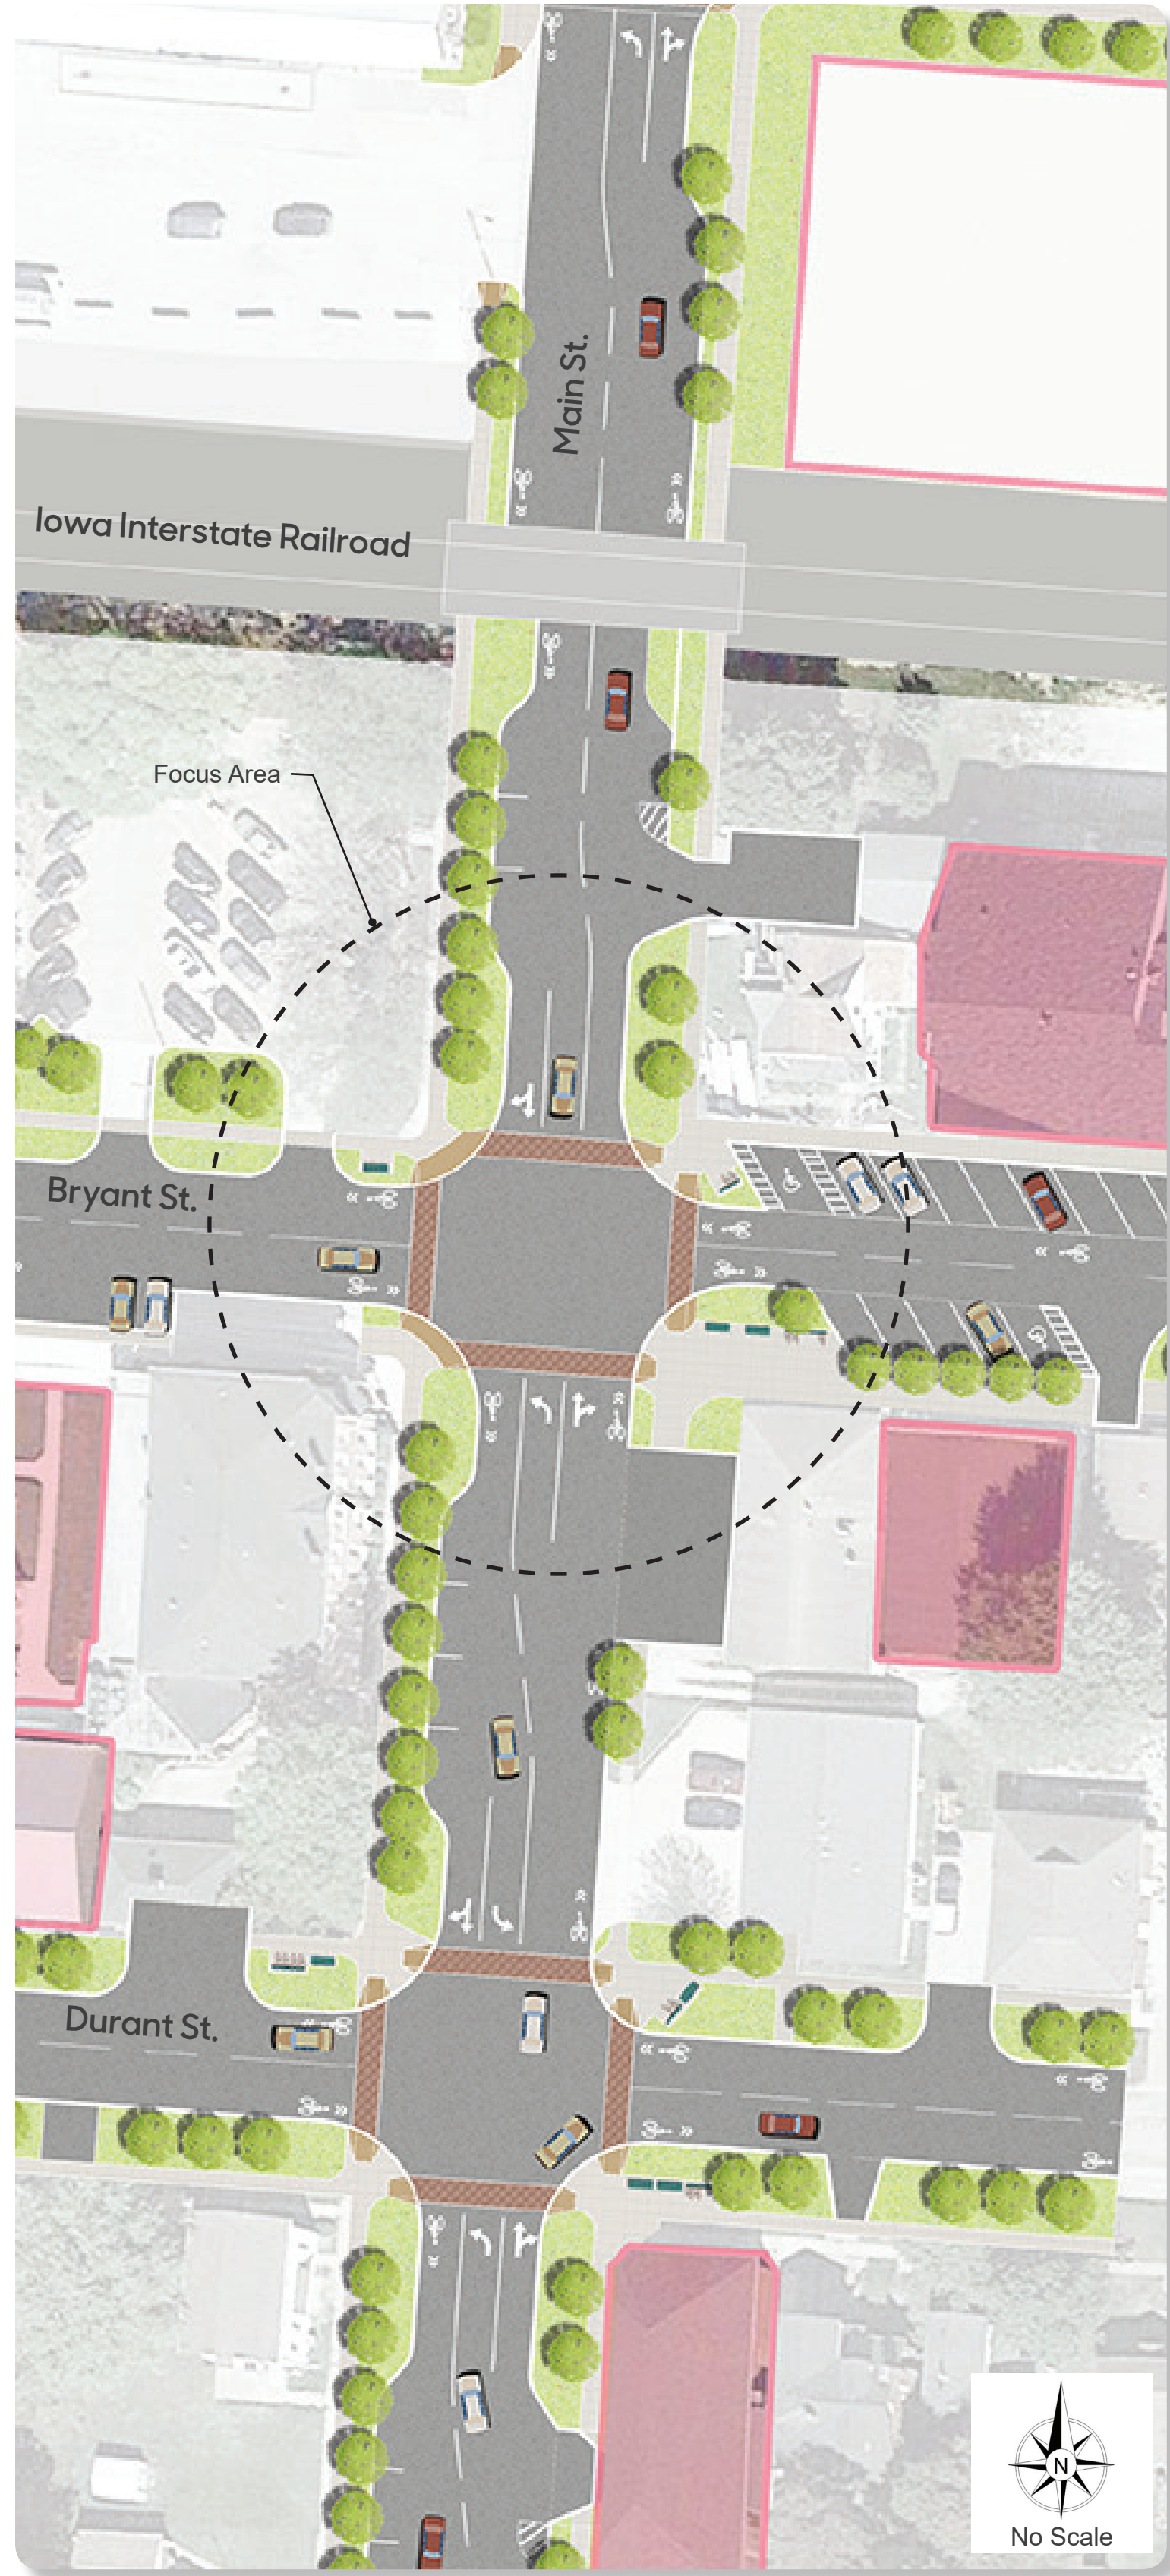 Main St.
Iowa Interstate Railroad
Focus Area
Bryant St.
Durant St.
N
No Scale